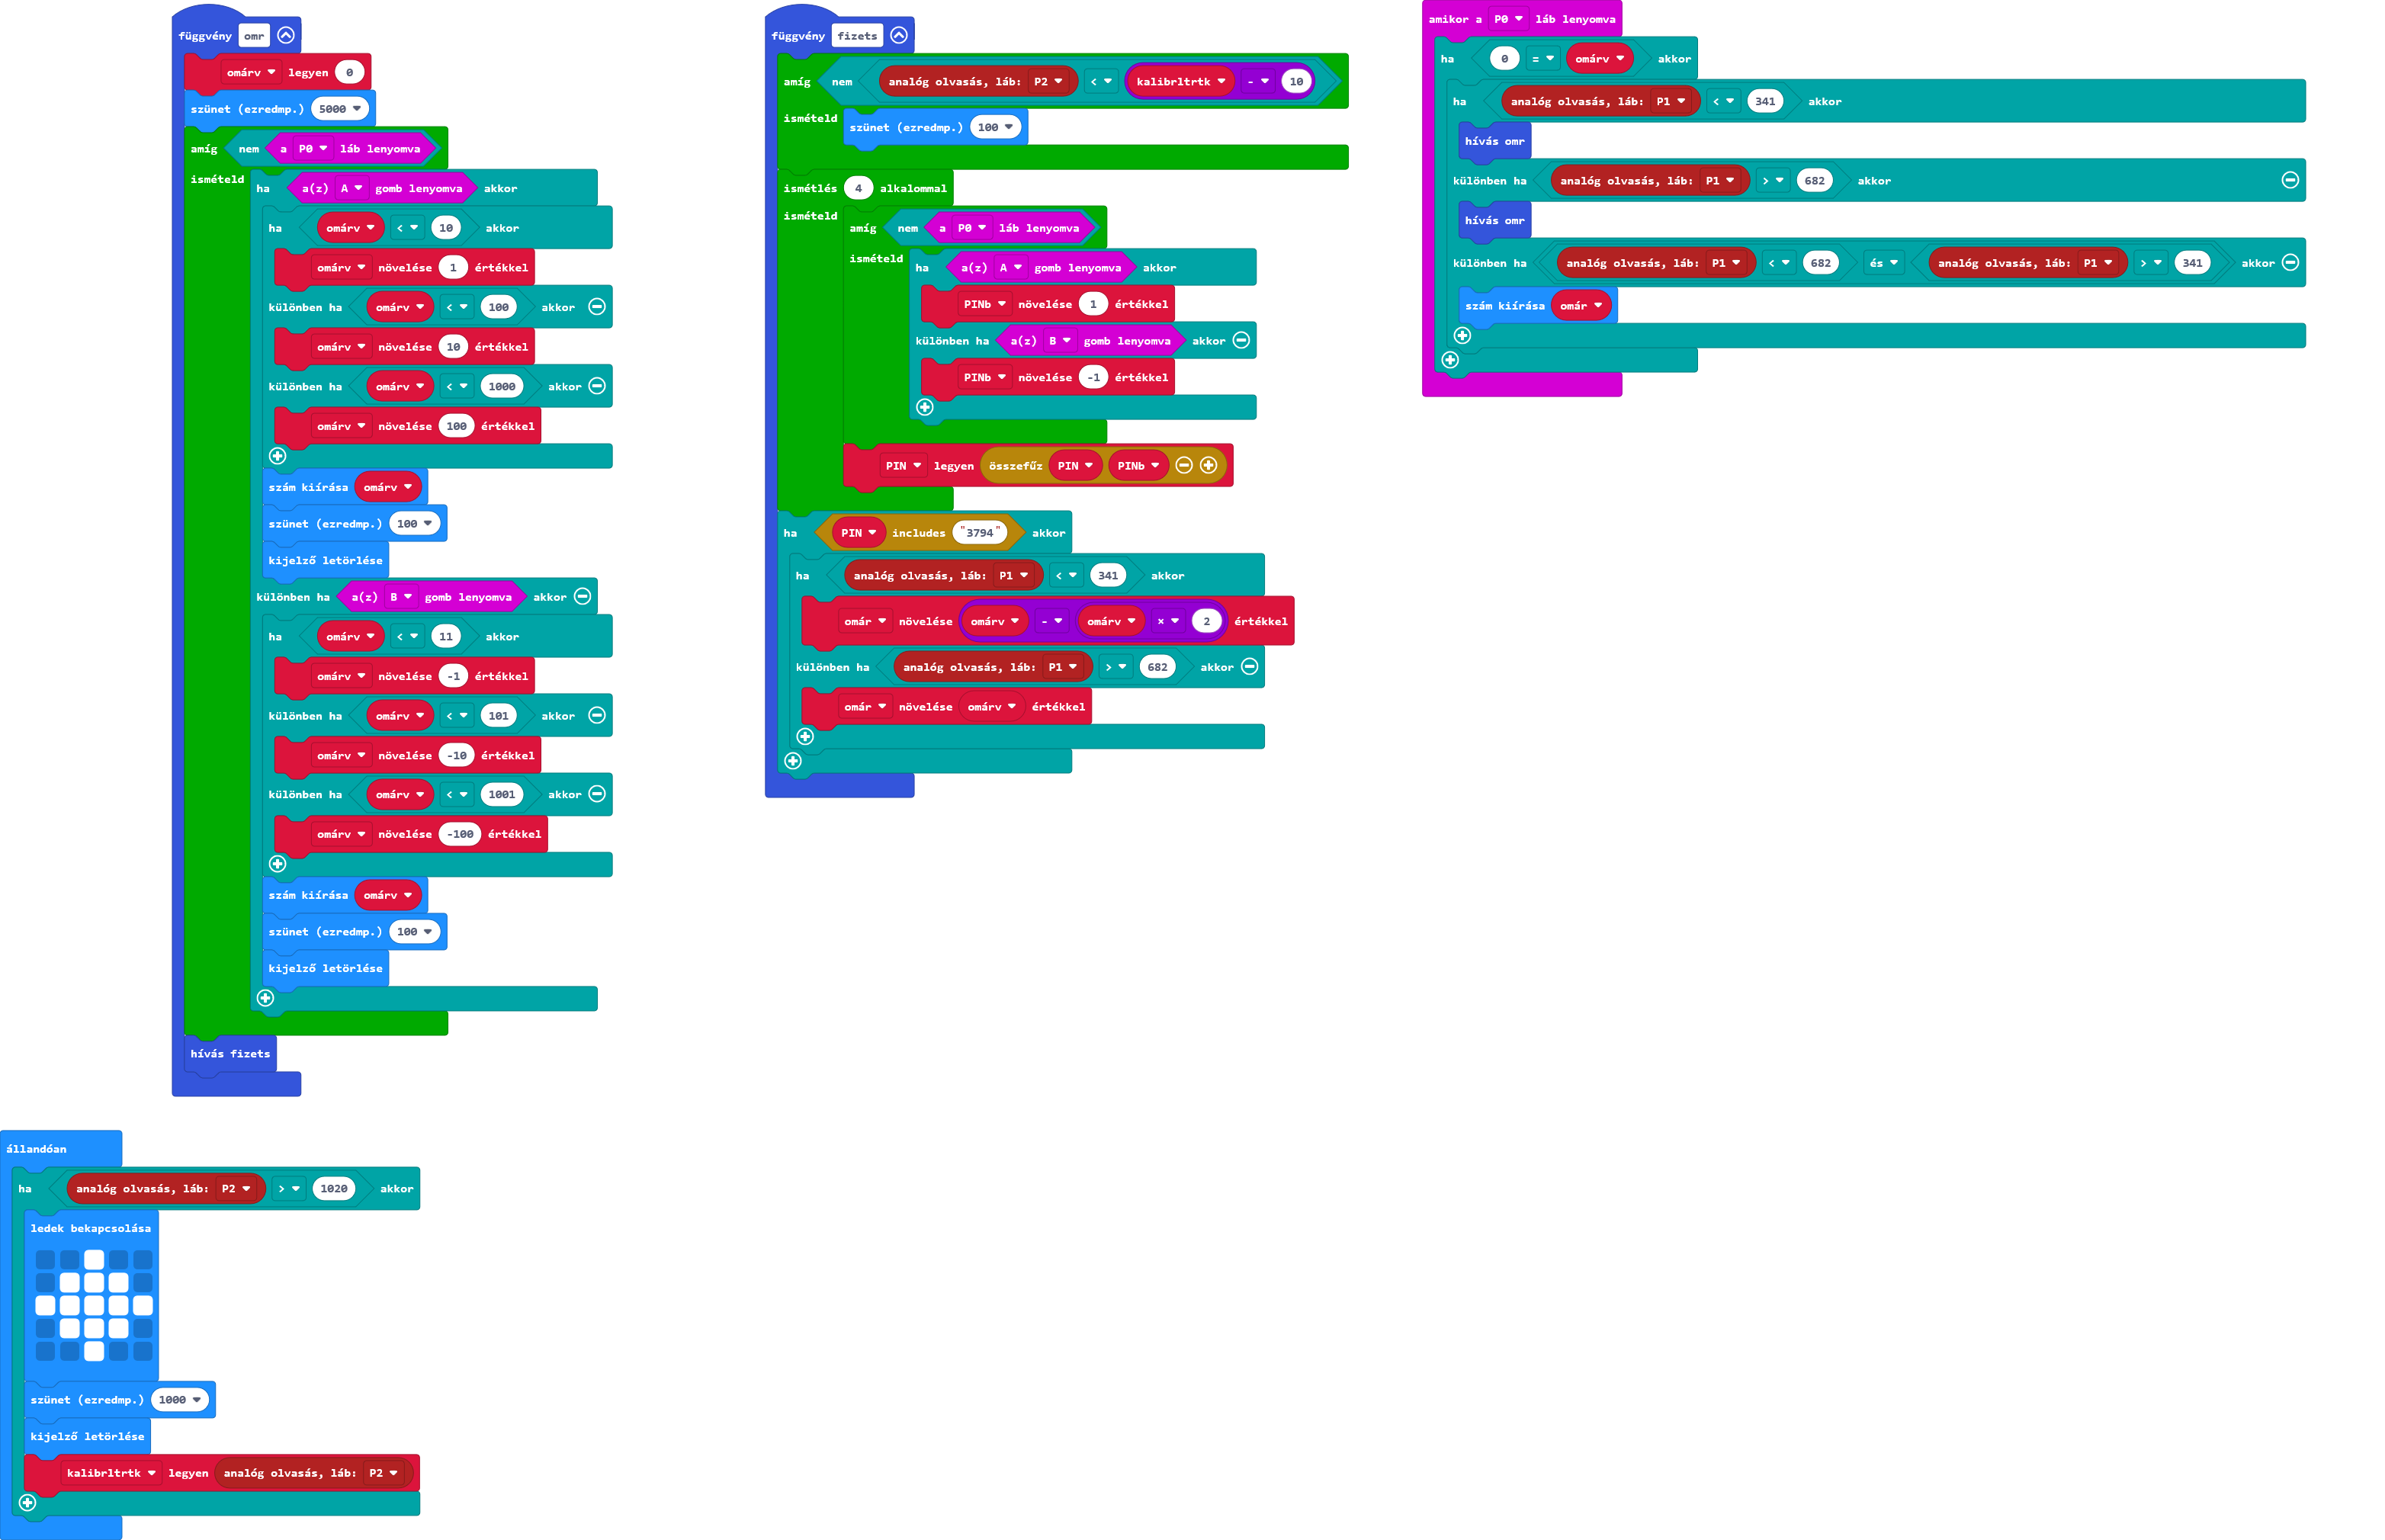 függvény omr
omárv legyen 0
szünet (ezredmp.) 5000
amíg nem a P0 láb lenyomva
ismételd
ha a(z) A gomb lenyomva akkor
ha omárv < 10 akkor
omárv növelése 1 értékkel
különben ha omárv < 100 akkor
omárv növelése 10 értékkel
különben ha omárv < 1000 akkor
omárv növelése 100 értékkel
szám kiírása omárv
szünet (ezredmp.) 100
kijelző letörlése
különben ha a(z) B gomb lenyomva akkor
ha omárv < 11 akkor
omárv növelése -1 értékkel
különben ha omárv < 101 akkor
omárv növelése -10 értékkel
különben ha omárv < 1001 akkor
omárv növelése -100 értékkel
szám kiírása omárv
szünet (ezredmp.) 100
kijelző letörlése
hívás fizets
függvény fizets
amíg nem analóg olvasás, láb: P2 < kalibrltrtk - 10
ismételd
szünet (ezredmp.) 100
ismétlés 4 alkalommal
ismételd
amíg nem a P0 láb lenyomva
ismételd
ha a(z) A gomb lenyomva akkor
PINb növelése 1 értékkel
különben ha a(z) B gomb lenyomva akkor
PINb növelése -1 értékkel
PIN legyen összefűz PIN PINb
ha PIN includes "3794" akkor
ha analóg olvasás, láb: P1 < 341 akkor
omár növelése omárv - omárv × 2 értékkel
különben ha analóg olvasás, láb: P1 > 682 akkor
omár növelése omárv értékkel
amikor a P0 láb lenyomva
ha 0 = omárv akkor
ha analóg olvasás, láb: P1 < 341 akkor
hívás omr
különben ha analóg olvasás, láb: P1 > 682 akkor
hívás omr
különben ha analóg olvasás, láb: P1 < 682 és analóg olvasás, láb: P1 > 341 akkor
szám kiírása omár
állandóan
ha analóg olvasás, láb: P2 > 1020 akkor
ledek bekapcsolása
szünet (ezredmp.) 1000
kijelző letörlése
kalibrltrtk legyen analóg olvasás, láb: P2